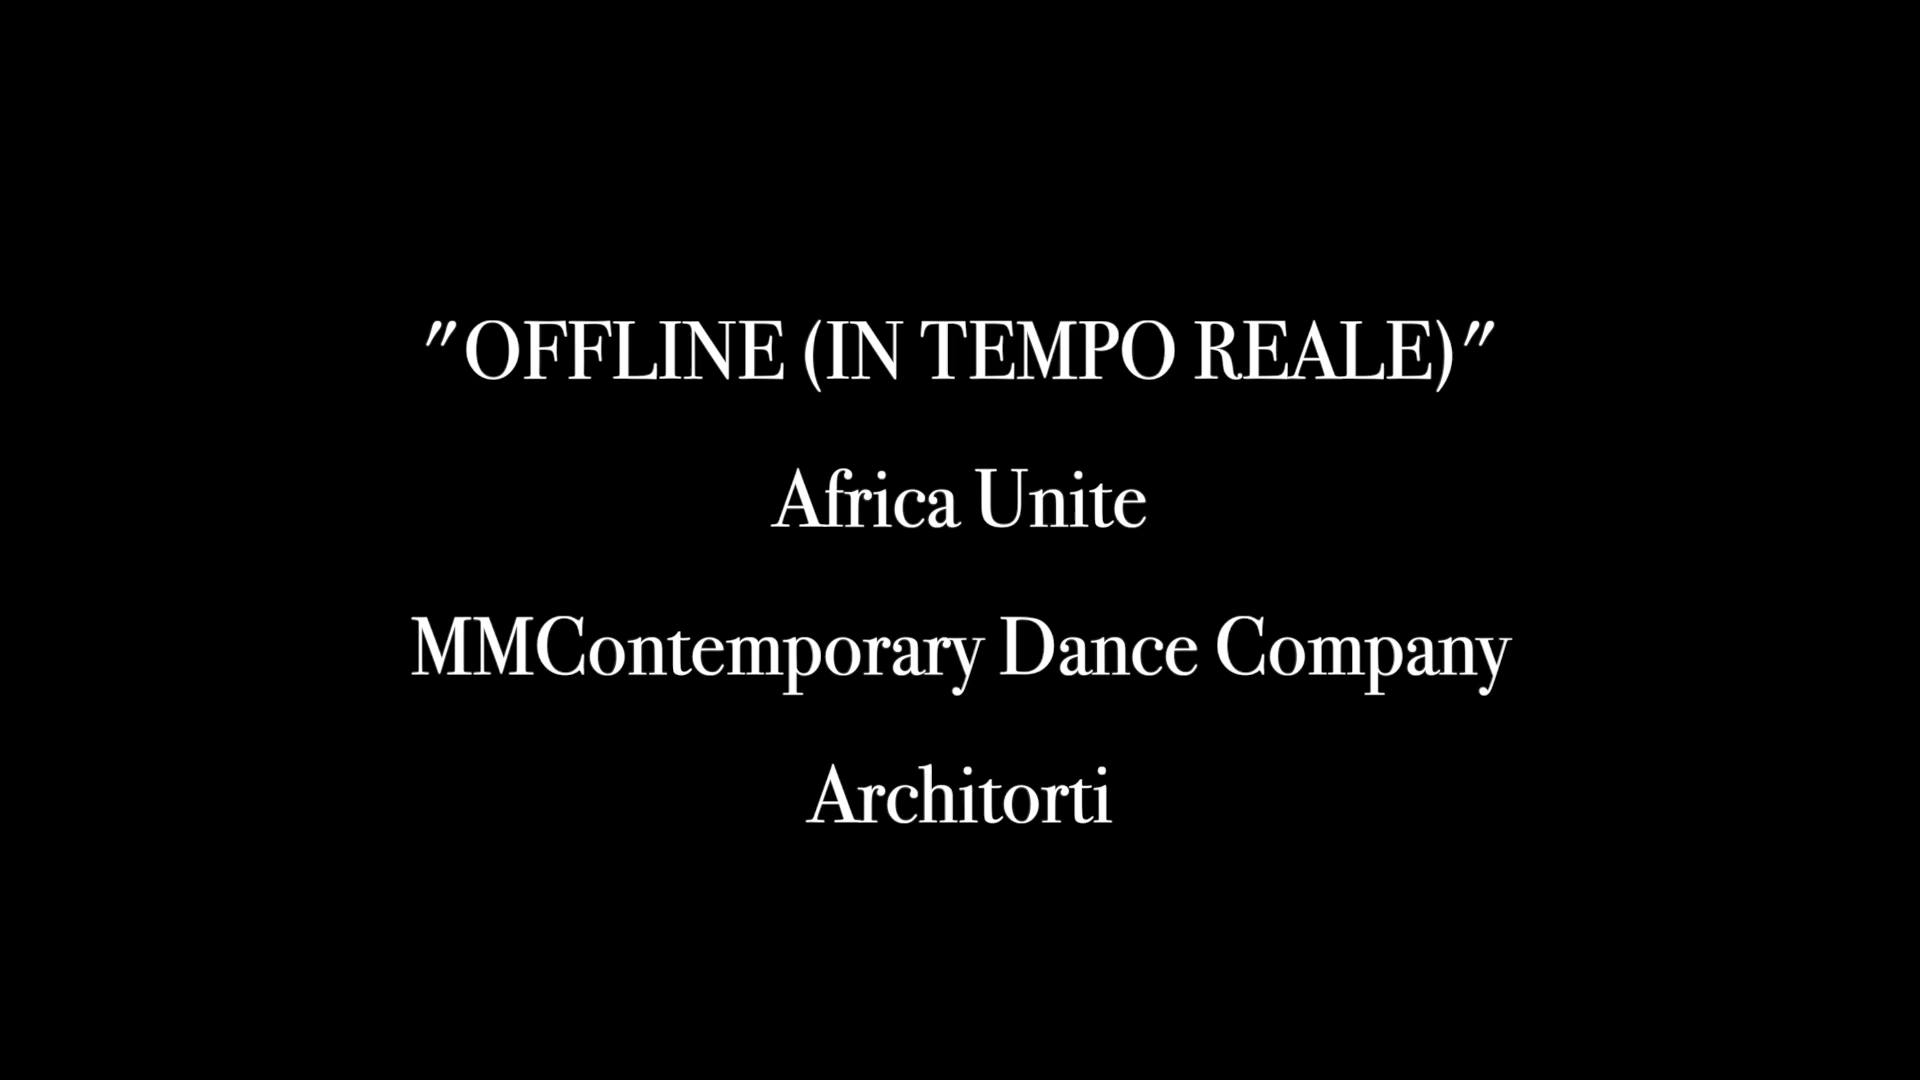 "OFFLINE (IN TEMPO REALE)"
Africa Unite
MMContemporary Dance Company
Architorti